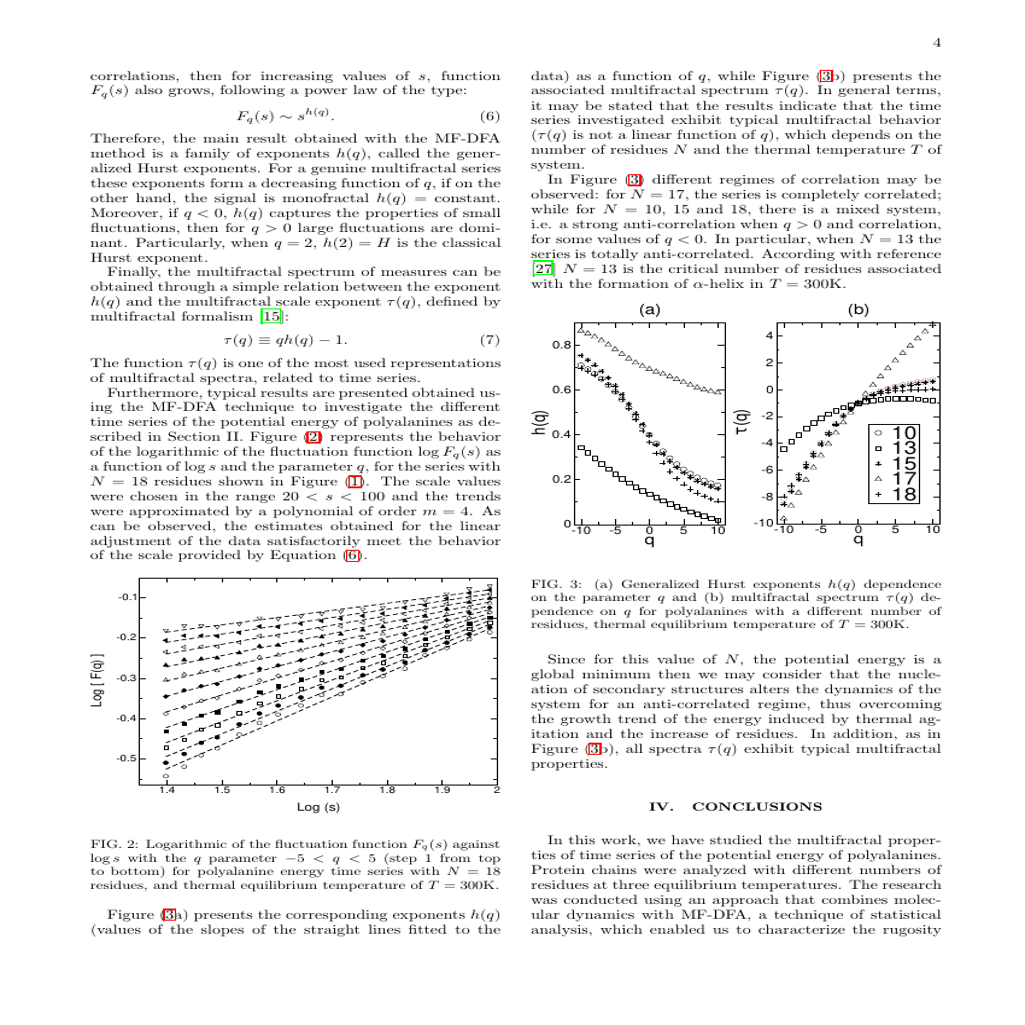 4
correlations, then for increasing values of s, function
Fq(s) also grows, following a power law of the type:
Fq(s) ∼ s^h(q). (6)
Therefore, the main result obtained with the MF-DFA
method is a family of exponents h(q), called the gener-
alized Hurst exponents. For a genuine multifractal series
these exponents form a decreasing function of q, if on the
other hand, the signal is monofractal h(q) = constant.
Moreover, if q < 0, h(q) captures the properties of small
fluctuations, then for q > 0 large fluctuations are domi-
nant. Particularly, when q = 2, h(2) = H is the classical
Hurst exponent.
Finally, the multifractal spectrum of measures can be
obtained through a simple relation between the exponent
h(q) and the multifractal scale exponent τ(q), defined by
multifractal formalism [15]:
τ(q) ≡ qh(q) − 1. (7)
The function τ(q) is one of the most used representations
of multifractal spectra, related to time series.
Furthermore, typical results are presented obtained us-
ing the MF-DFA technique to investigate the different
time series of the potential energy of polyalanines as de-
scribed in Section II. Figure (2) represents the behavior
of the logarithmic of the fluctuation function log Fq(s) as
a function of log s and the parameter q, for the series with
N = 18 residues shown in Figure (1). The scale values
were chosen in the range 20 < s < 100 and the trends
were approximated by a polynomial of order m = 4. As
can be observed, the estimates obtained for the linear
adjustment of the data satisfactorily meet the behavior
of the scale provided by Equation (6).
-0.1
-0.2
-0.3
-0.4
-0.5
Log [ F(q) ]
1.4 1.5 1.6 1.7 1.8 1.9 2
Log (s)
FIG. 2: Logarithmic of the fluctuation function Fq(s) against
log s with the q parameter −5 < q < 5 (step 1 from top
to bottom) for polyalanine energy time series with N = 18
residues, and thermal equilibrium temperature of T = 300K.
Figure (3a) presents the corresponding exponents h(q)
(values of the slopes of the straight lines fitted to the
data) as a function of q, while Figure (3b) presents the
associated multifractal spectrum τ(q). In general terms,
it may be stated that the results indicate that the time
series investigated exhibit typical multifractal behavior
(τ(q) is not a linear function of q), which depends on the
number of residues N and the thermal temperature T of
system.
In Figure (3) different regimes of correlation may be
observed: for N = 17, the series is completely correlated;
while for N = 10, 15 and 18, there is a mixed system,
i.e. a strong anti-correlation when q > 0 and correlation,
for some values of q < 0. In particular, when N = 13 the
series is totally anti-correlated. According with reference
[27] N = 13 is the critical number of residues associated
with the formation of α-helix in T = 300K.
(a)
0.8
0.6
0.4
0.2
0
h(q)
-10 -5 0 5 10
q
(b)
4
2
0
-2
-4
-6
-8
-10
τ(q)
10
13
15
17
18
-10 -5 0 5 10
q
FIG. 3: (a) Generalized Hurst exponents h(q) dependence
on the parameter q and (b) multifractal spectrum τ(q) de-
pendence on q for polyalanines with a different number of
residues, thermal equilibrium temperature of T = 300K.
Since for this value of N, the potential energy is a
global minimum then we may consider that the nucle-
ation of secondary structures alters the dynamics of the
system for an anti-correlated regime, thus overcoming
the growth trend of the energy induced by thermal ag-
itation and the increase of residues. In addition, as in
Figure (3b), all spectra τ(q) exhibit typical multifractal
properties.
IV. CONCLUSIONS
In this work, we have studied the multifractal proper-
ties of time series of the potential energy of polyalanines.
Protein chains were analyzed with different numbers of
residues at three equilibrium temperatures. The research
was conducted using an approach that combines molec-
ular dynamics with MF-DFA, a technique of statistical
analysis, which enabled us to characterize the rugosity